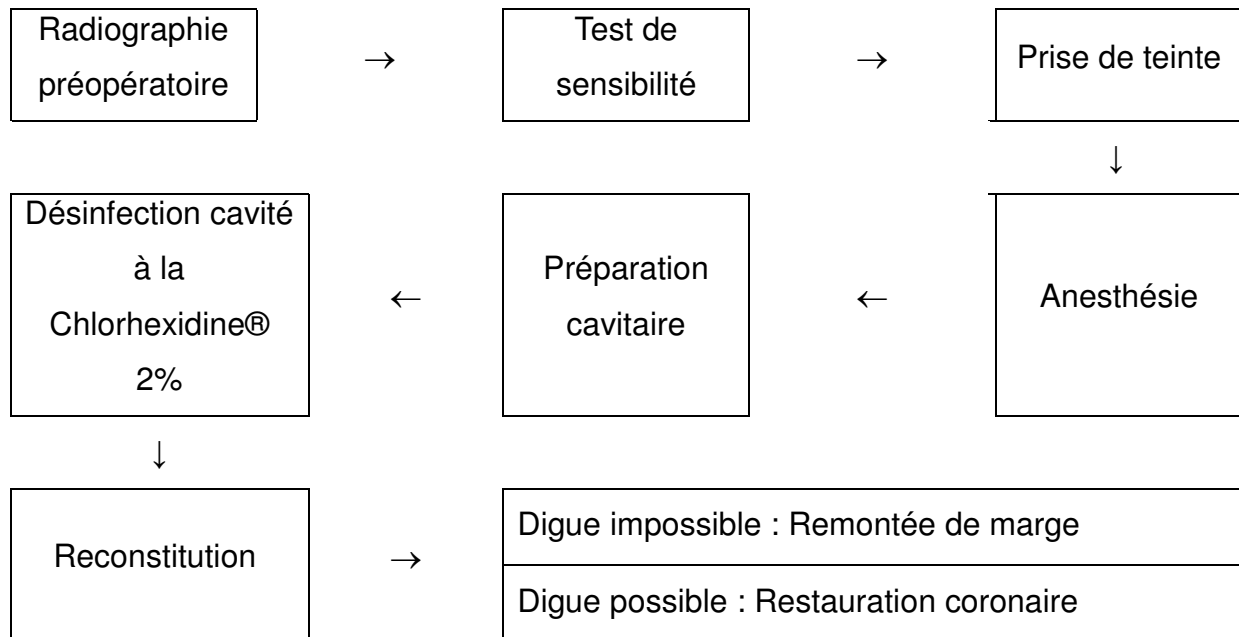 Radiographie
préopératoire
→
Test de
sensibilité
→
Prise de teinte
↓
Anesthésie
←
Préparation
cavitaire
←
Désinfection cavité
à la
Chlorhexidine®
2%
↓
Reconstitution
→
Digue impossible : Remontée de marge
Digue possible : Restauration coronaire